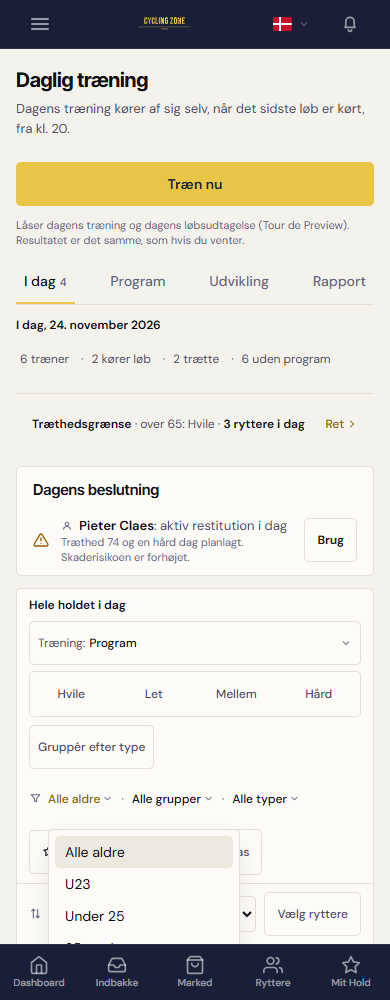 CYCLING ZONE
Daglig træning
Dagens træning kører af sig selv, når det sidste løb er kørt,
fra kl. 20.
Træn nu
Låser dagens træning og dagens løbsudtagelse (Tour de Preview).
Resultatet er det samme, som hvis du venter.
I dag 4 Program Udvikling Rapport
I dag, 24. november 2026
6 træner · 2 kører løb · 2 trætte · 6 uden program
Træthedsgrænse · over 65: Hvile · 3 ryttere i dag Ret
Dagens beslutning
Pieter Claes: aktiv restitution i dag
Træthed 74 og en hård dag planlagt.
Skaderisikoen er forhøjet.
Brug
Hele holdet i dag
Træning: Program
Hvile Let Mellem Hård
Gruppér efter type
Alle aldre · Alle grupper · Alle typer
as
Alle aldre
U23
Vælg ryttere
Under 25
Dashboard Indbakke Marked Ryttere Mit Hold